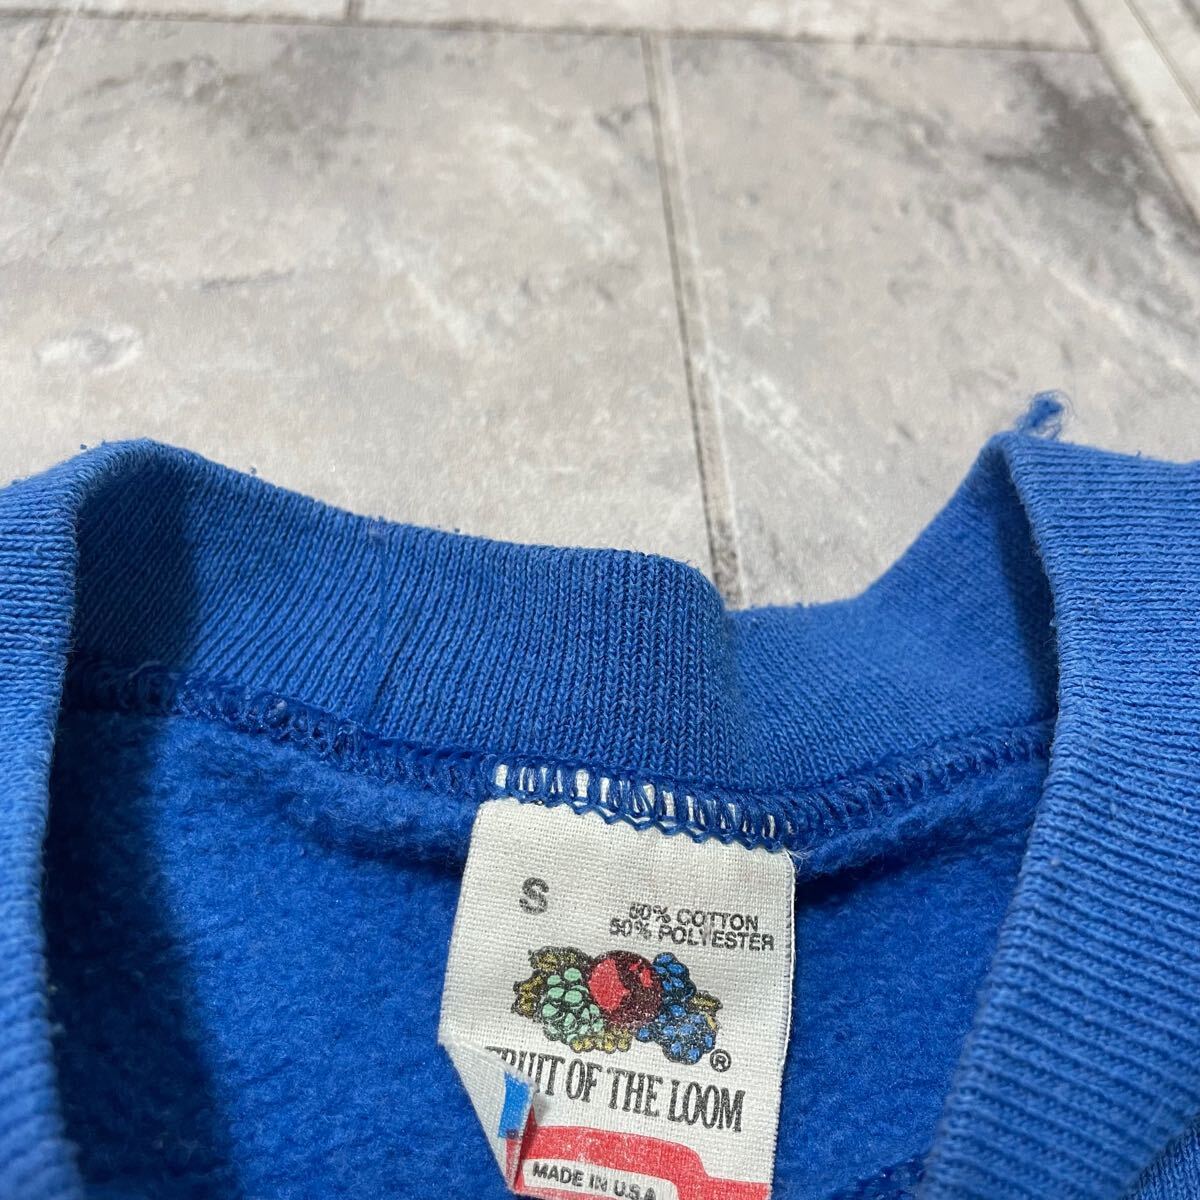 S
50% COTTON
50% POLYESTER
®
FRUIT OF THE LOOM
MADE IN U.S.A